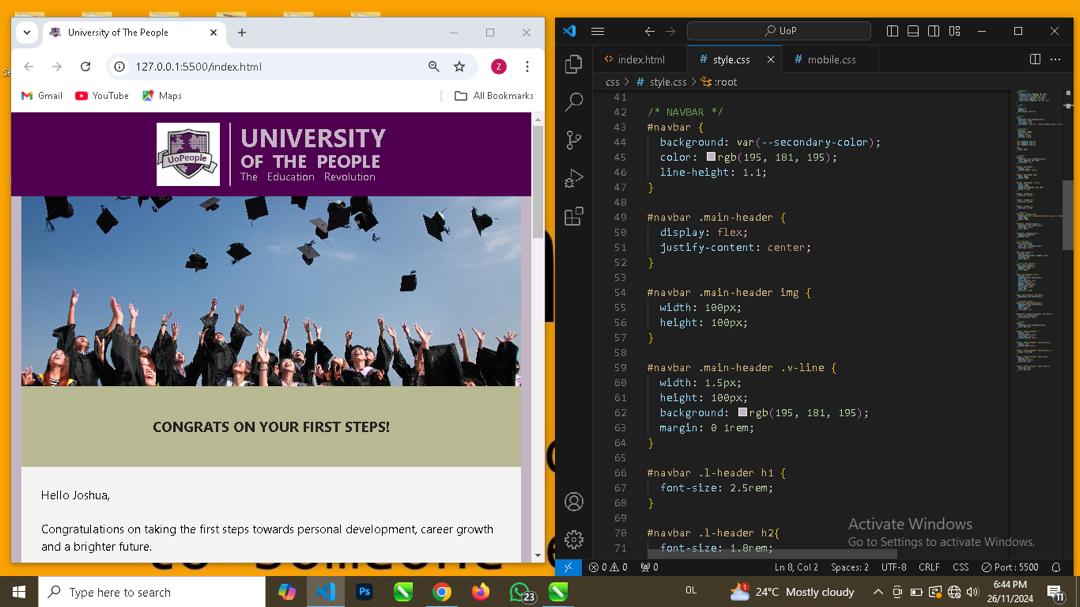 University of The People
127.0.0.1:5500/index.html
Z
Gmail
YouTube
Maps
All Bookmarks
UoPeople
UNIVERSITY
OF THE PEOPLE
The Education Revolution
CONGRATS ON YOUR FIRST STEPS!
Hello Joshua,
Congratulations on taking the first steps towards personal development, career growth
and a brighter future.
UoP
index.html
# style.css
# mobile.css
css > # style.css > :root
41
42 /* NAVBAR */
43 #navbar {
44 background: var(--secondary-color);
45 color: rgb(195, 181, 195);
46 line-height: 1.1;
47 }
48
49 #navbar .main-header {
50 display: flex;
51 justify-content: center;
52 }
53
54 #navbar .main-header img {
55 width: 100px;
56 height: 100px;
57 }
58
59 #navbar .main-header .v-line {
60 width: 1.5px;
61 height: 100px;
62 background: rgb(195, 181, 195);
63 margin: 0 1rem;
64 }
65
66 #navbar .l-header h1 {
67 font-size: 2.5rem;
68 }
69
70 #navbar .l-header h2{
71 font-size: 1.8rem;
Activate Windows
Go to Settings to activate Windows.
0 0 0
Ln 8, Col 2
Spaces: 2
UTF-8
CRLF
CSS
Port : 5500
Type here to search
Ps
23
OL
1
24°C Mostly cloudy
6:44 PM
26/11/2024
11